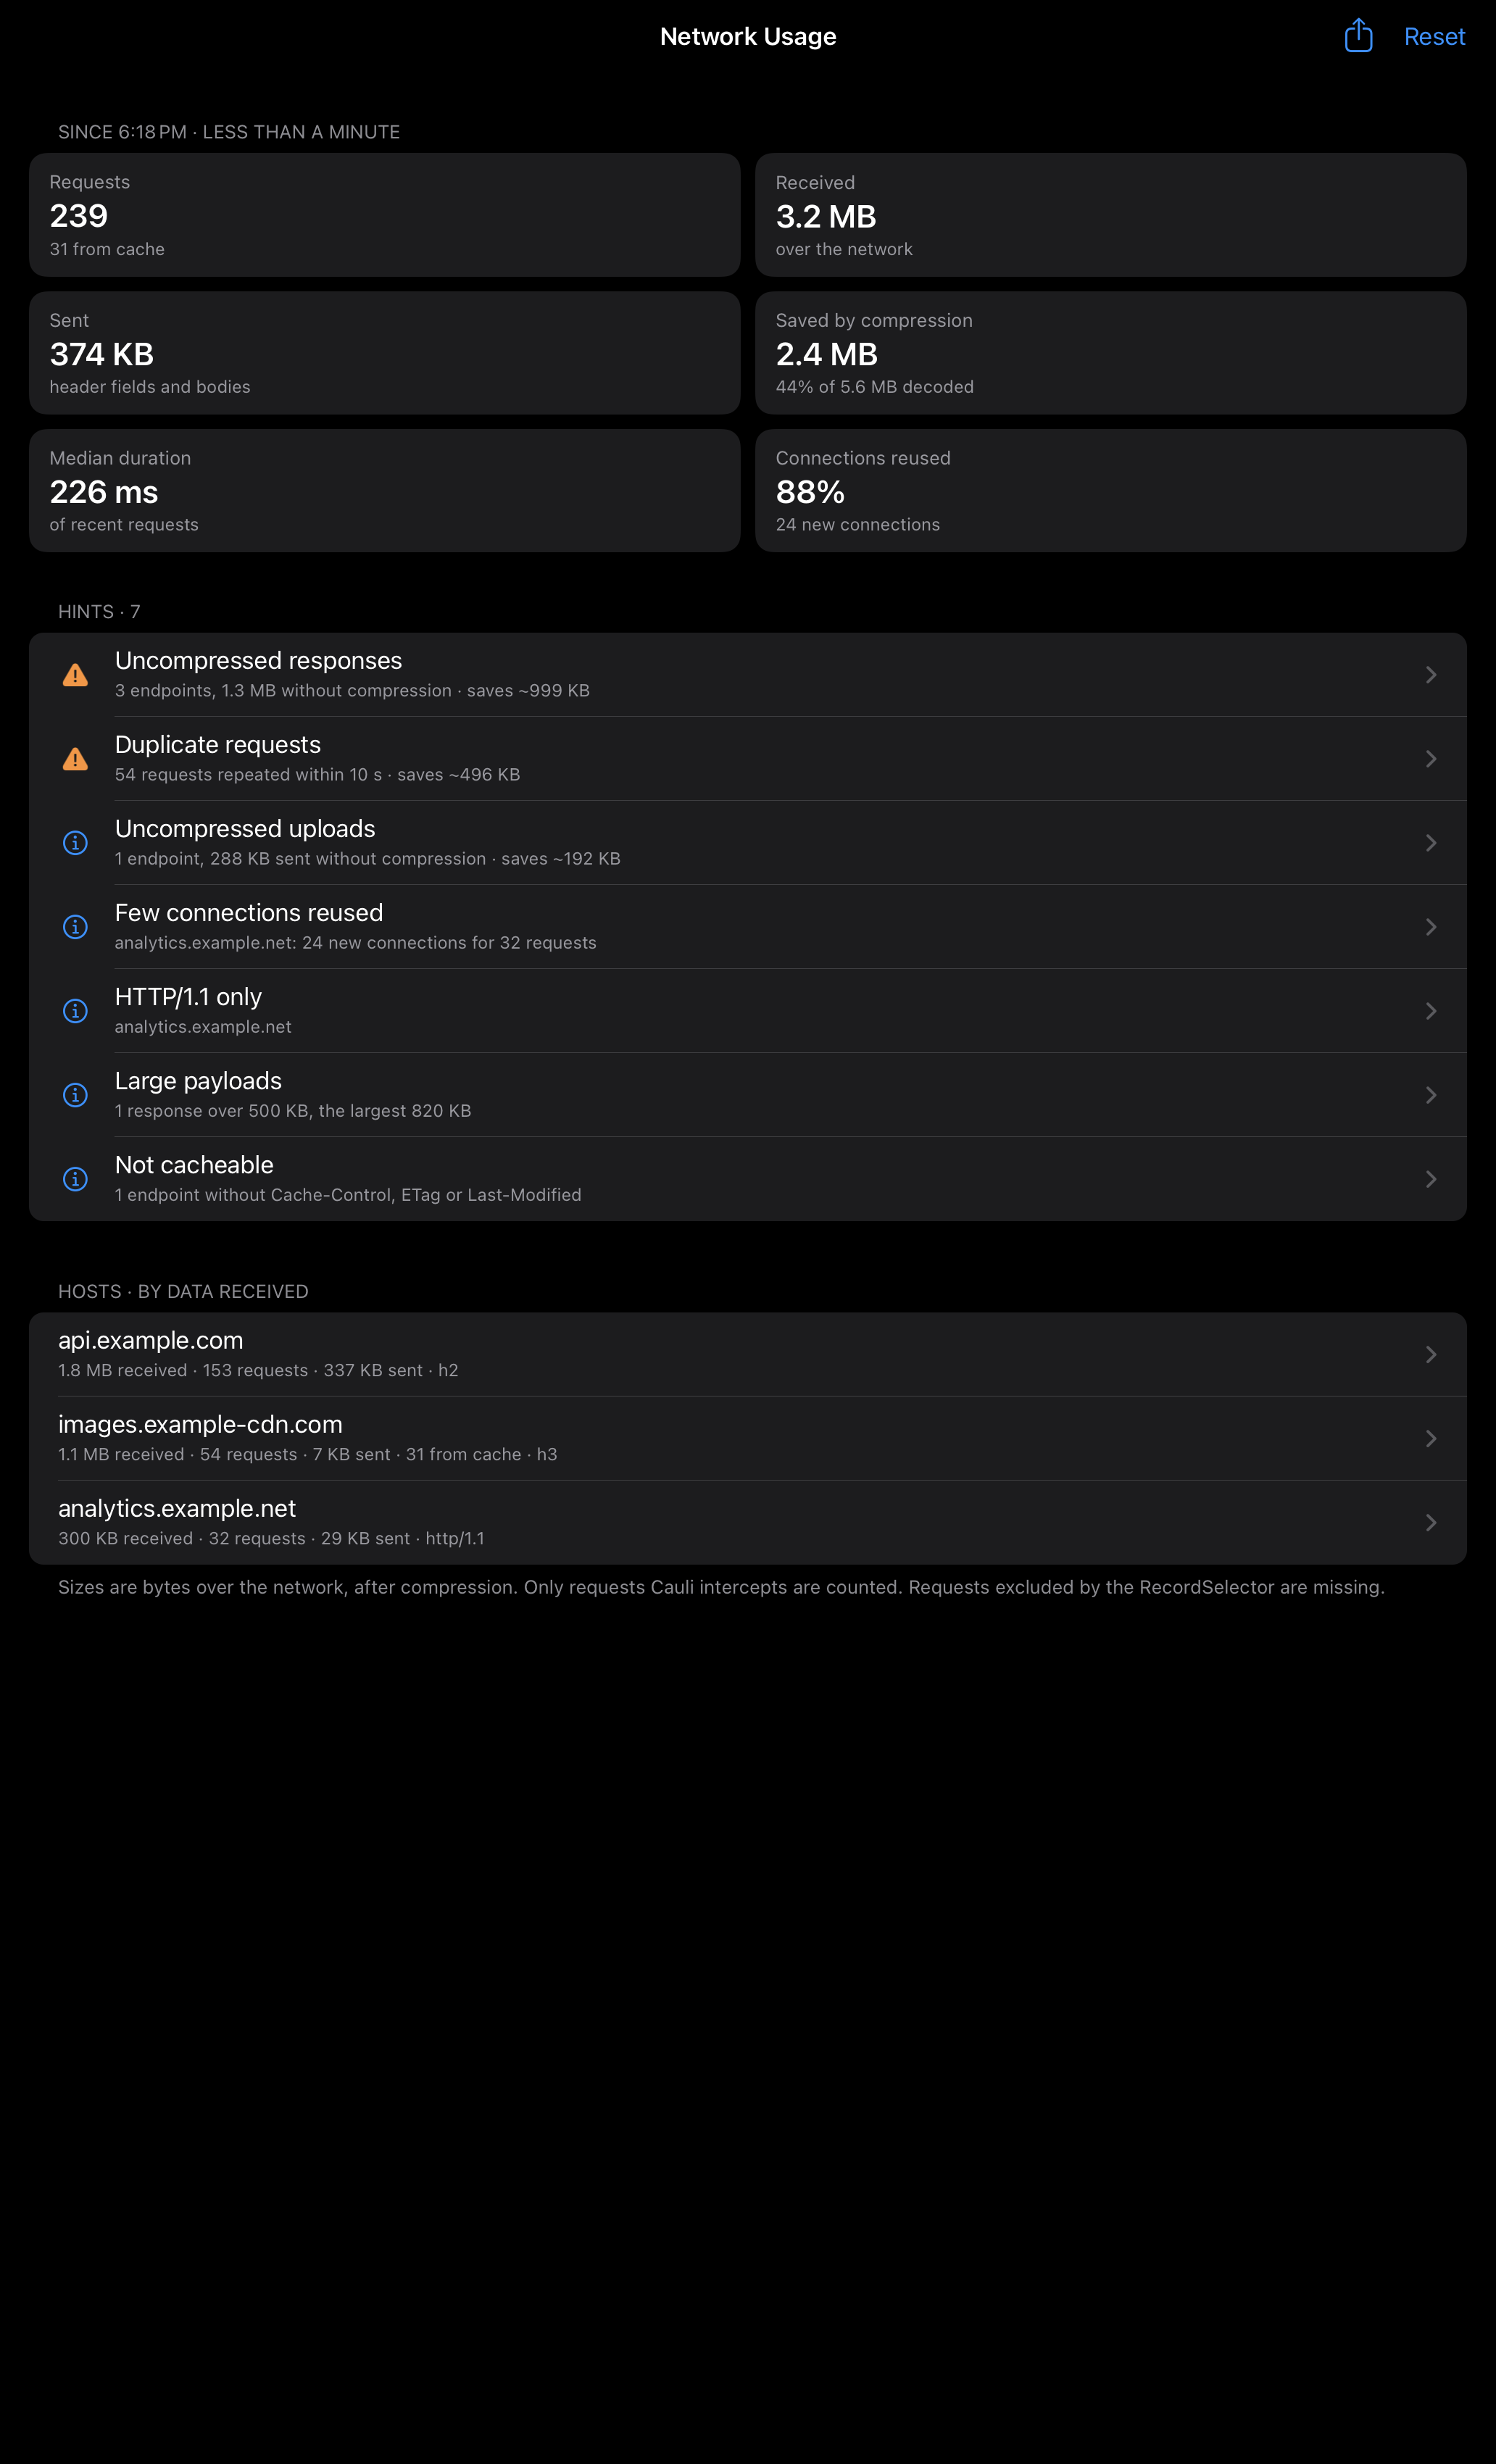 Network Usage
Reset
SINCE 6:18 PM · LESS THAN A MINUTE
Requests
239
31 from cache
Received
3.2 MB
over the network
Sent
374 KB
header fields and bodies
Saved by compression
2.4 MB
44% of 5.6 MB decoded
Median duration
226 ms
of recent requests
Connections reused
88%
24 new connections
HINTS · 7
Uncompressed responses
3 endpoints, 1.3 MB without compression · saves ~999 KB
Duplicate requests
54 requests repeated within 10 s · saves ~496 KB
Uncompressed uploads
1 endpoint, 288 KB sent without compression · saves ~192 KB
Few connections reused
analytics.example.net: 24 new connections for 32 requests
HTTP/1.1 only
analytics.example.net
Large payloads
1 response over 500 KB, the largest 820 KB
Not cacheable
1 endpoint without Cache-Control, ETag or Last-Modified
HOSTS · BY DATA RECEIVED
api.example.com
1.8 MB received · 153 requests · 337 KB sent · h2
images.example-cdn.com
1.1 MB received · 54 requests · 7 KB sent · 31 from cache · h3
analytics.example.net
300 KB received · 32 requests · 29 KB sent · http/1.1
Sizes are bytes over the network, after compression. Only requests Cauli intercepts are counted. Requests excluded by the RecordSelector are missing.